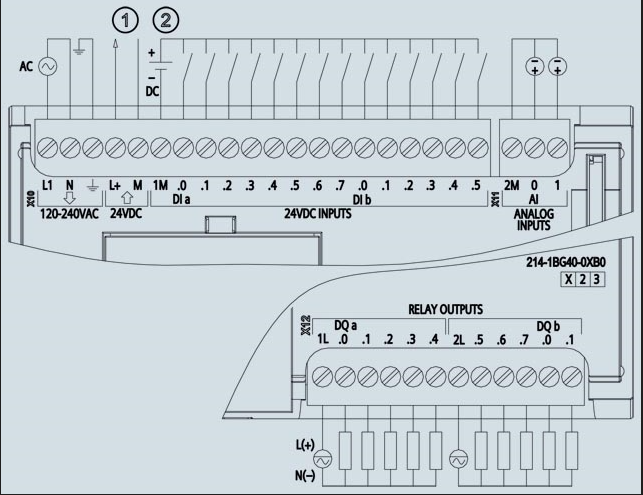 1 2
AC
+
−
DC
+ +
− −
L1 N L+ M 1M .0 .1 .2 .3 .4 .5 .6 .7 .0 .1 .2 .3 .4 .5 2M 0 1
X10 DI a DI b X11 AI
120-240VAC 24VDC 24VDC INPUTS ANALOG
INPUTS
214-1BG40-0XB0
X 2 3
RELAY OUTPUTS
X12 DQ a DQ b
1L .0 .1 .2 .3 .4 2L .5 .6 .7 .0 .1
L(+)
N(−)